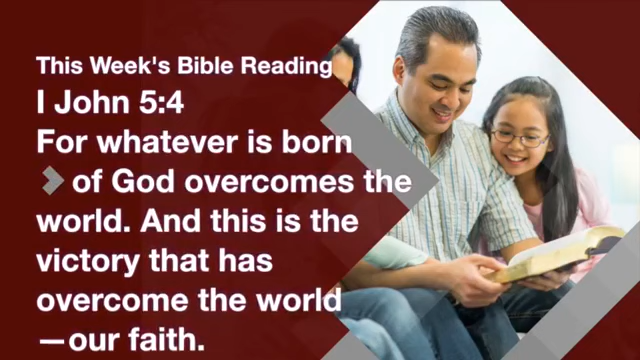 This Week's Bible Reading
I John 5:4
For whatever is born
of God overcomes the
world. And this is the
victory that has
overcome the world
—our faith.